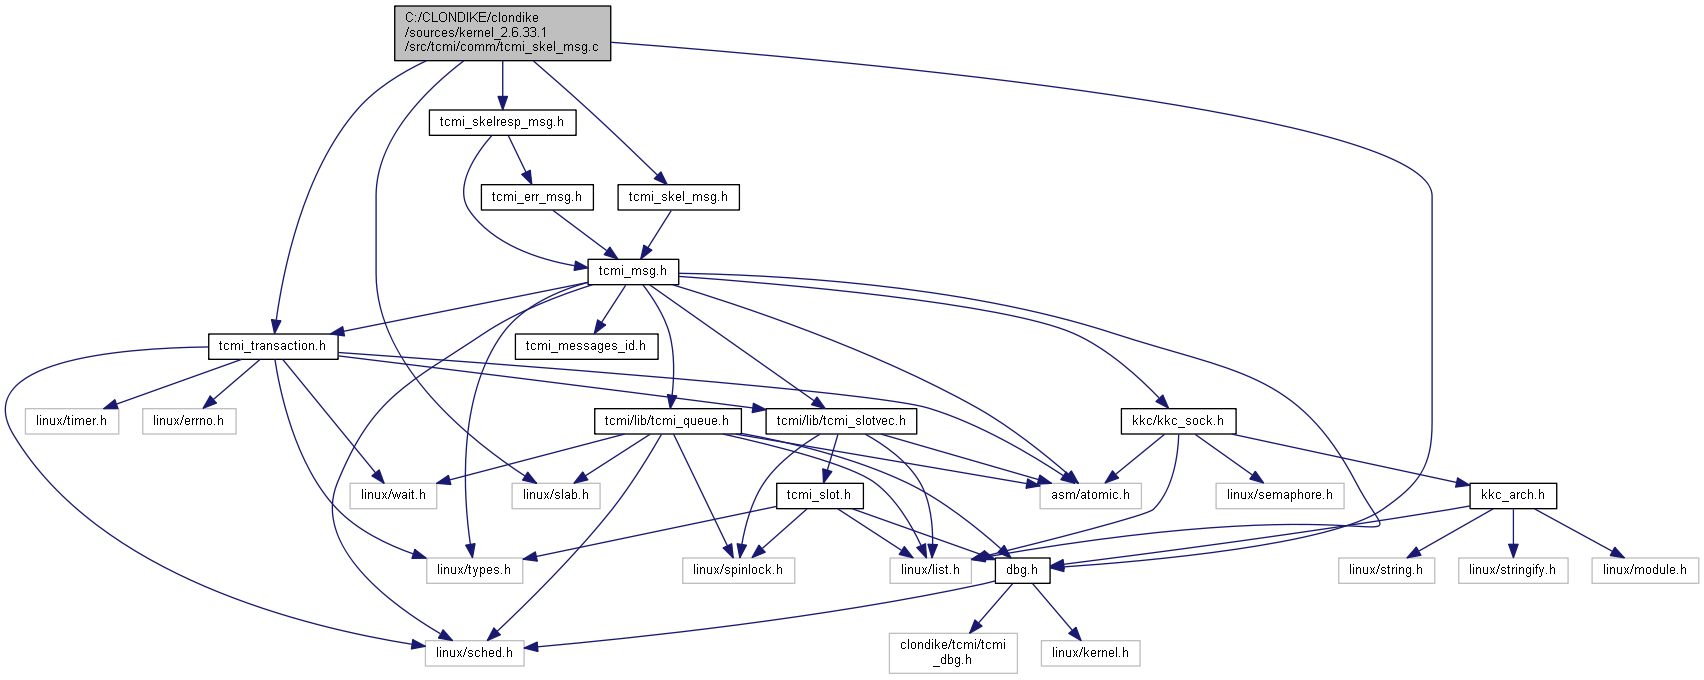 C:/CLONDIKE/clondike
/sources/kernel_2.6.33.1
/src/tcmi/comm/tcmi_skel_msg.c
tcmi_skelresp_msg.h
tcmi_err_msg.h
tcmi_skel_msg.h
tcmi_msg.h
tcmi_transaction.h
tcmi_messages_id.h
linux/timer.h
linux/errno.h
tcmi/lib/tcmi_queue.h
tcmi/lib/tcmi_slotvec.h
kkc/kkc_sock.h
linux/wait.h
linux/slab.h
tcmi_slot.h
asm/atomic.h
linux/semaphore.h
kkc_arch.h
linux/types.h
linux/spinlock.h
linux/list.h
dbg.h
linux/string.h
linux/stringify.h
linux/module.h
linux/sched.h
clondike/tcmi/tcmi
_dbg.h
linux/kernel.h